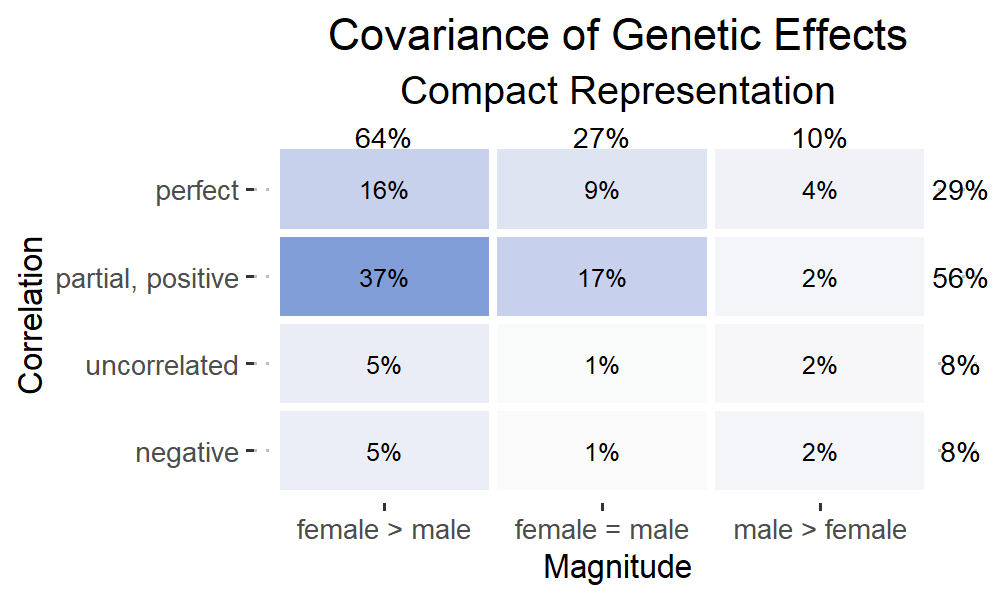 Covariance of Genetic Effects
Compact Representation
64% 27% 10%
perfect 16% 9% 4% 29%
partial, positive 37% 17% 2% 56%
uncorrelated 5% 1% 2% 8%
negative 5% 1% 2% 8%
female > male female = male male > female
Magnitude
Correlation